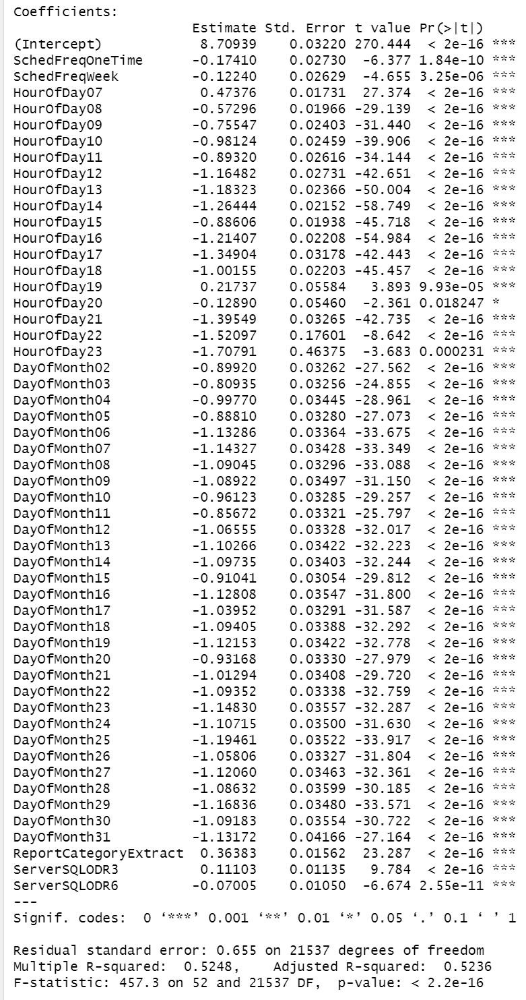 Coefficients:
                     Estimate Std. Error t value Pr(>|t|)
(Intercept)           8.70939    0.03220 270.444  < 2e-16 ***
SchedFreqOneTime     -0.17410    0.02730  -6.377 1.84e-10 ***
SchedFreqWeek        -0.12240    0.02629  -4.655 3.25e-06 ***
HourOfDay07           0.47376    0.01731  27.374  < 2e-16 ***
HourOfDay08          -0.57296    0.01966 -29.139  < 2e-16 ***
HourOfDay09          -0.75547    0.02403 -31.440  < 2e-16 ***
HourOfDay10          -0.98124    0.02459 -39.906  < 2e-16 ***
HourOfDay11          -0.89320    0.02616 -34.144  < 2e-16 ***
HourOfDay12          -1.16482    0.02731 -42.651  < 2e-16 ***
HourOfDay13          -1.18323    0.02366 -50.004  < 2e-16 ***
HourOfDay14          -1.26444    0.02152 -58.749  < 2e-16 ***
HourOfDay15          -0.88606    0.01938 -45.718  < 2e-16 ***
HourOfDay16          -1.21407    0.02208 -54.984  < 2e-16 ***
HourOfDay17          -1.34904    0.03178 -42.443  < 2e-16 ***
HourOfDay18          -1.00155    0.02203 -45.457  < 2e-16 ***
HourOfDay19           0.21737    0.05584   3.893 9.93e-05 ***
HourOfDay20          -0.12890    0.05460  -2.361 0.018247 *
HourOfDay21          -1.39549    0.03265 -42.735  < 2e-16 ***
HourOfDay22          -1.52097    0.17601  -8.642  < 2e-16 ***
HourOfDay23          -1.70791    0.46375  -3.683 0.000231 ***
DayOfMonth02         -0.89920    0.03262 -27.562  < 2e-16 ***
DayOfMonth03         -0.80935    0.03256 -24.855  < 2e-16 ***
DayOfMonth04         -0.99770    0.03445 -28.961  < 2e-16 ***
DayOfMonth05         -0.88810    0.03280 -27.073  < 2e-16 ***
DayOfMonth06         -1.13286    0.03364 -33.675  < 2e-16 ***
DayOfMonth07         -1.14327    0.03428 -33.349  < 2e-16 ***
DayOfMonth08         -1.09045    0.03296 -33.088  < 2e-16 ***
DayOfMonth09         -1.08922    0.03497 -31.150  < 2e-16 ***
DayOfMonth10         -0.96123    0.03285 -29.257  < 2e-16 ***
DayOfMonth11         -0.85672    0.03321 -25.797  < 2e-16 ***
DayOfMonth12         -1.06555    0.03328 -32.017  < 2e-16 ***
DayOfMonth13         -1.10266    0.03422 -32.223  < 2e-16 ***
DayOfMonth14         -1.09735    0.03403 -32.244  < 2e-16 ***
DayOfMonth15         -0.91041    0.03054 -29.812  < 2e-16 ***
DayOfMonth16         -1.12808    0.03547 -31.800  < 2e-16 ***
DayOfMonth17         -1.03952    0.03291 -31.587  < 2e-16 ***
DayOfMonth18         -1.09405    0.03388 -32.292  < 2e-16 ***
DayOfMonth19         -1.12153    0.03422 -32.778  < 2e-16 ***
DayOfMonth20         -0.93168    0.03330 -27.979  < 2e-16 ***
DayOfMonth21         -1.01294    0.03408 -29.720  < 2e-16 ***
DayOfMonth22         -1.09352    0.03338 -32.759  < 2e-16 ***
DayOfMonth23         -1.14830    0.03557 -32.287  < 2e-16 ***
DayOfMonth24         -1.10715    0.03500 -31.630  < 2e-16 ***
DayOfMonth25         -1.19461    0.03522 -33.917  < 2e-16 ***
DayOfMonth26         -1.05806    0.03327 -31.804  < 2e-16 ***
DayOfMonth27         -1.12060    0.03463 -32.361  < 2e-16 ***
DayOfMonth28         -1.08632    0.03599 -30.185  < 2e-16 ***
DayOfMonth29         -1.16836    0.03480 -33.571  < 2e-16 ***
DayOfMonth30         -1.09183    0.03554 -30.722  < 2e-16 ***
DayOfMonth31         -1.13172    0.04166 -27.164  < 2e-16 ***
ReportCategoryExtract 0.36383    0.01562  23.287  < 2e-16 ***
ServerSQLODR3         0.11103    0.01135   9.784  < 2e-16 ***
ServerSQLODR6        -0.07005    0.01050  -6.674 2.55e-11 ***
---
Signif. codes:  0 ‘***’ 0.001 ‘**’ 0.01 ‘*’ 0.05 ‘.’ 0.1 ‘ ’ 1
Residual standard error: 0.655 on 21537 degrees of freedom
Multiple R-squared:  0.5248,    Adjusted R-squared:  0.5236
F-statistic: 457.3 on 52 and 21537 DF,  p-value: < 2.2e-16